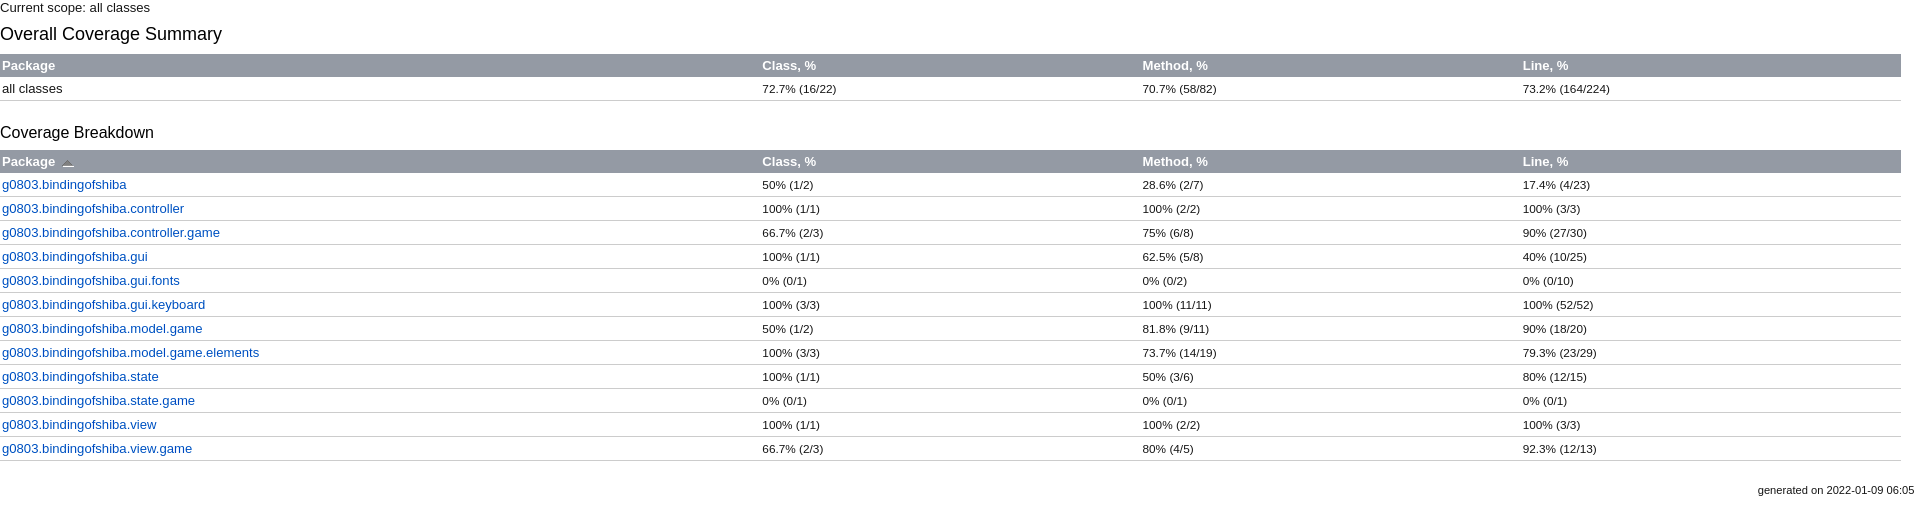 Current scope: all classes
Overall Coverage Summary
Package Class, % Method, % Line, %
all classes 72.7% (16/22) 70.7% (58/82) 73.2% (164/224)
Coverage Breakdown
Package Class, % Method, % Line, %
g0803.bindingofshiba 50% (1/2) 28.6% (2/7) 17.4% (4/23)
g0803.bindingofshiba.controller 100% (1/1) 100% (2/2) 100% (3/3)
g0803.bindingofshiba.controller.game 66.7% (2/3) 75% (6/8) 90% (27/30)
g0803.bindingofshiba.gui 100% (1/1) 62.5% (5/8) 40% (10/25)
g0803.bindingofshiba.gui.fonts 0% (0/1) 0% (0/2) 0% (0/10)
g0803.bindingofshiba.gui.keyboard 100% (3/3) 100% (11/11) 100% (52/52)
g0803.bindingofshiba.model.game 50% (1/2) 81.8% (9/11) 90% (18/20)
g0803.bindingofshiba.model.game.elements 100% (3/3) 73.7% (14/19) 79.3% (23/29)
g0803.bindingofshiba.state 100% (1/1) 50% (3/6) 80% (12/15)
g0803.bindingofshiba.state.game 0% (0/1) 0% (0/1) 0% (0/1)
g0803.bindingofshiba.view 100% (1/1) 100% (2/2) 100% (3/3)
g0803.bindingofshiba.view.game 66.7% (2/3) 80% (4/5) 92.3% (12/13)
generated on 2022-01-09 06:05